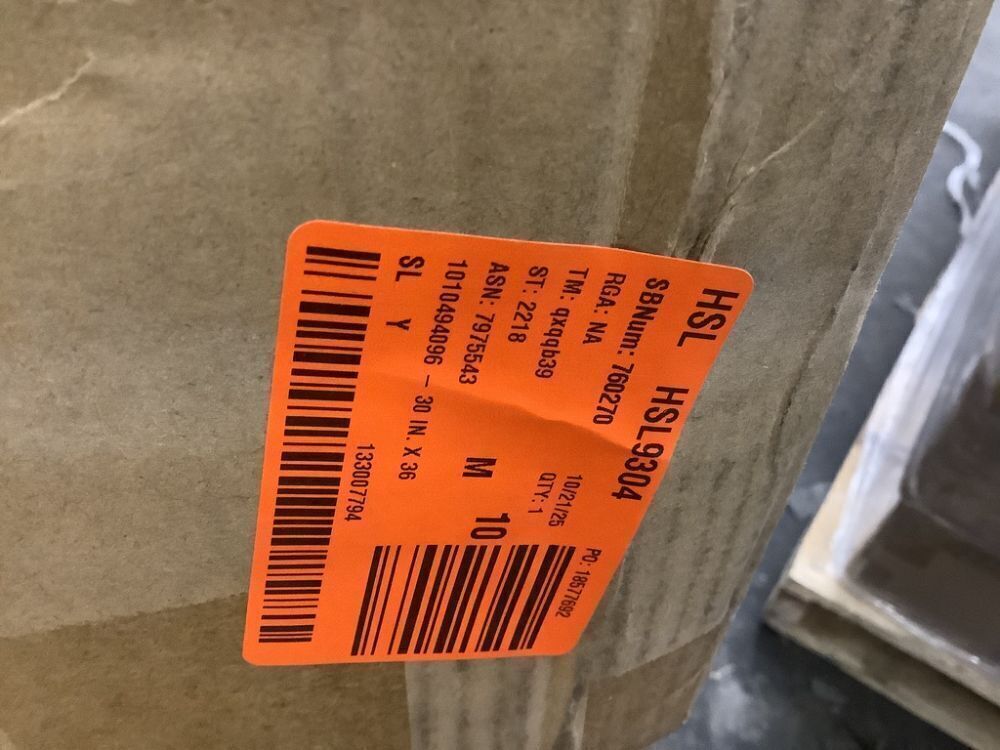 HSL HSL9304
SBNum: 760270
RGA: NA
TM: qxqqb39 10/21/25 PO: 18577692
ST: 2218 QTY: 1
ASN: 7975543 M 10
1010494096 - 30 IN. X 36
SL Y
133007794